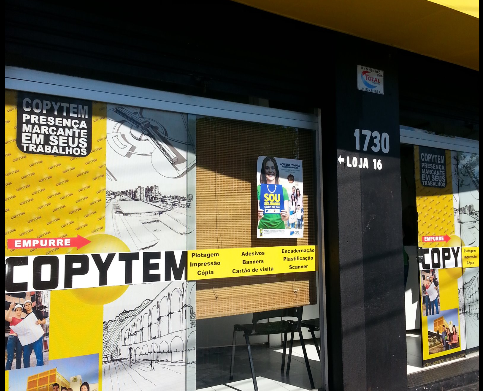 COPYTEM
PRESENÇA
MARCANTE
EM SEUS
TRABALHOS
EMPURRE
COPYTEM
Plotagem Adesivos Encadernação
Impressão Banners Plastificação
Cópia Cartão de visita Scanner
SOU
1730
LOJA 16
COPYTEM
PRESENÇA
MARCANTE
EM SEUS
TRABALHOS
EMPURRE
COPY